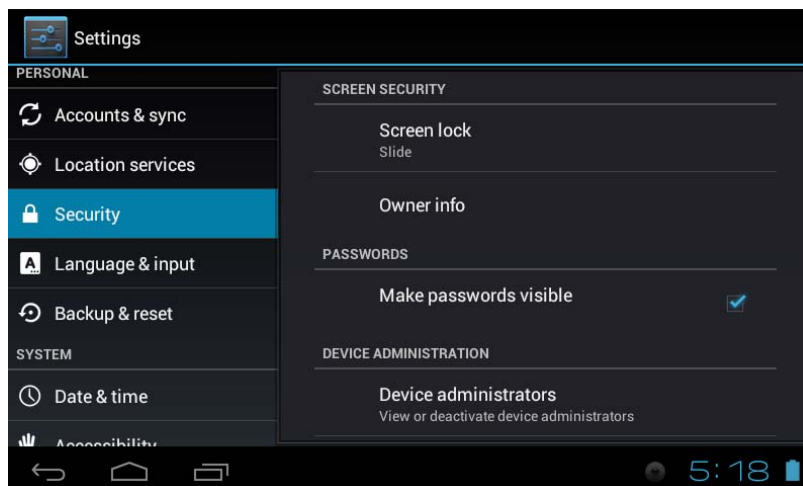 Settings
PERSONAL
Accounts & sync
Location services
Security
Language & input
Backup & reset
SYSTEM
Date & time
Accessibility
SCREEN SECURITY
Screen lock
Slide
Owner info
PASSWORDS
Make passwords visible
DEVICE ADMINISTRATION
Device administrators
View or deactivate device administrators
5:18